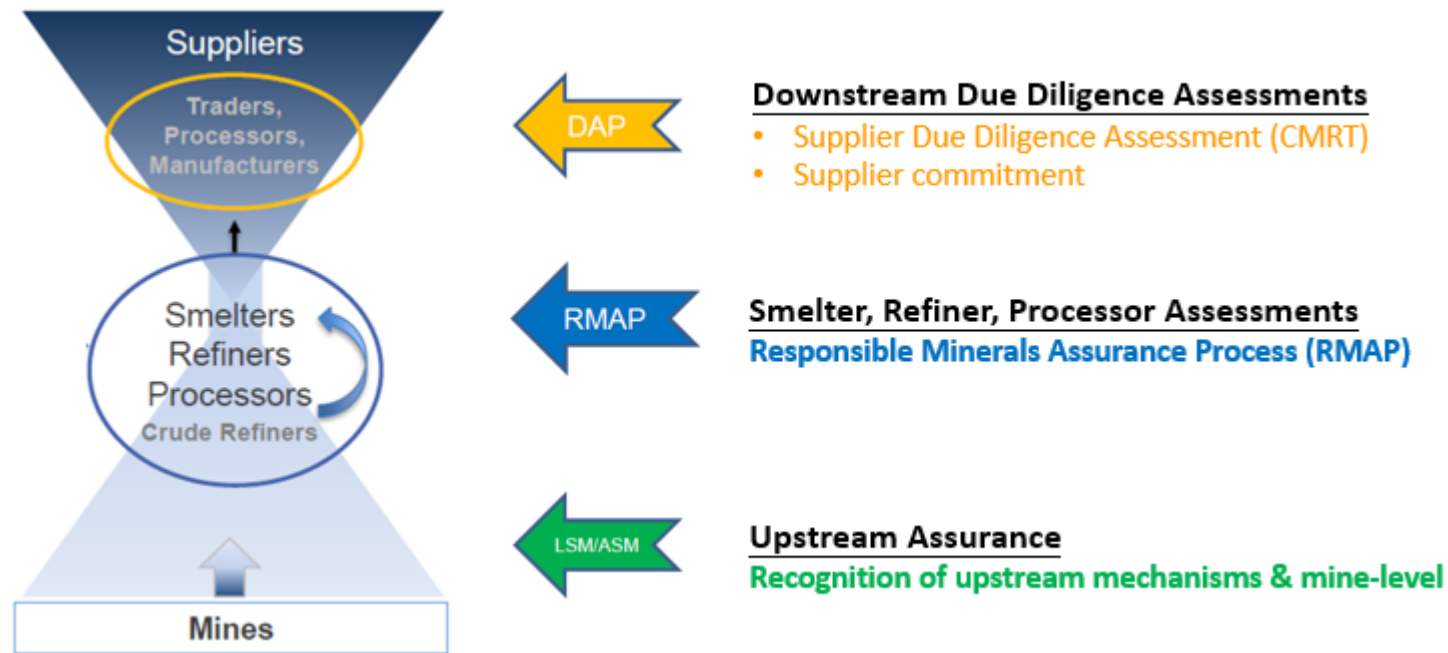 Suppliers
Traders,
Processors,
Manufacturers
DAP
Downstream Due Diligence Assessments
• Supplier Due Diligence Assessment (CMRT)
• Supplier commitment
Smelters
Refiners
Processors
Crude Refiners
RMAP
Smelter, Refiner, Processor Assessments
Responsible Minerals Assurance Process (RMAP)
LSM/ASM
Upstream Assurance
Recognition of upstream mechanisms & mine-level
Mines